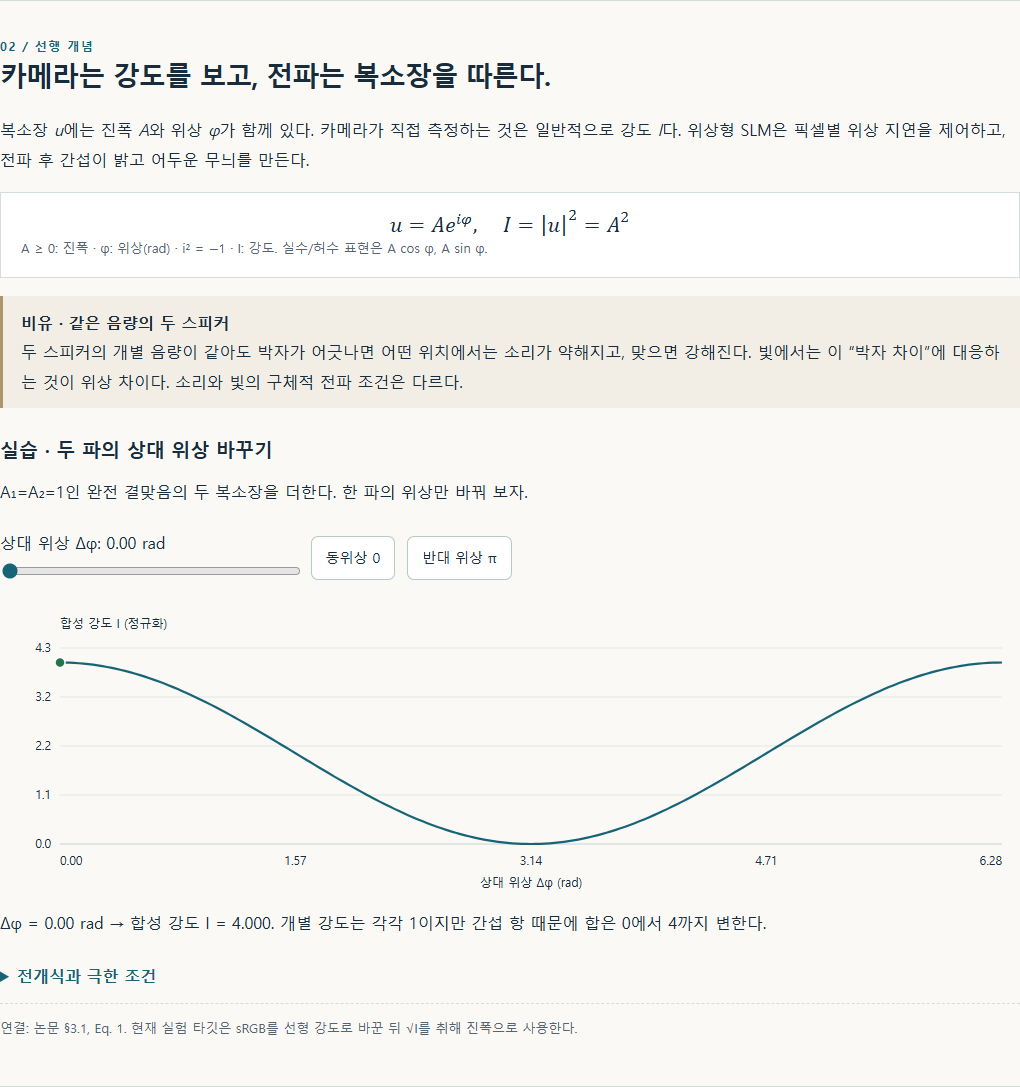 02 / 선행 개념
카메라는 강도를 보고, 전파는 복소장을 따른다.
복소장 u에는 진폭 A와 위상 φ가 함께 있다. 카메라가 직접 측정하는 것은 일반적으로 강도 I다. 위상형 SLM은 픽셀별 위상 지연을 제어하고,
전파 후 간섭이 밝고 어두운 무늬를 만든다.
u = Ae^{iφ},  I = |u|² = A²
A ≥ 0: 진폭 · φ: 위상(rad) · i² = −1 · I: 강도. 실수/허수 표현은 A cos φ, A sin φ.
비유 · 같은 음량의 두 스피커
두 스피커의 개별 음량이 같아도 박자가 어긋나면 어떤 위치에서는 소리가 약해지고, 맞으면 강해진다. 빛에서는 이 “박자 차이”에 대응하
는 것이 위상 차이다. 소리와 빛의 구체적 전파 조건은 다르다.
실습 · 두 파의 상대 위상 바꾸기
A₁=A₂=1인 완전 결맞음의 두 복소장을 더한다. 한 파의 위상만 바꿔 보자.
상대 위상 Δφ: 0.00 rad
동위상 0
반대 위상 π
합성 강도 I (정규화)
4.3
3.2
2.2
1.1
0.0
0.00 1.57 3.14 4.71 6.28
상대 위상 Δφ (rad)
Δφ = 0.00 rad → 합성 강도 I = 4.000. 개별 강도는 각각 1이지만 간섭 항 때문에 합은 0에서 4까지 변한다.
▶ 전개식과 극한 조건
연결: 논문 §3.1, Eq. 1. 현재 실험 타깃은 sRGB를 선형 강도로 바꾼 뒤 √I를 취해 진폭으로 사용한다.